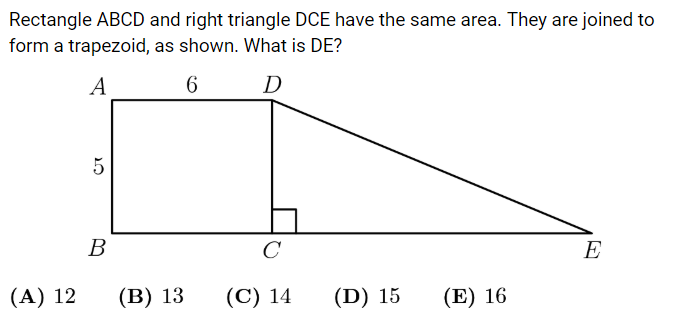 Rectangle ABCD and right triangle DCE have the same area. They are joined to
form a trapezoid, as shown. What is DE?
A 6 D
5
B C E
(A) 12 (B) 13 (C) 14 (D) 15 (E) 16